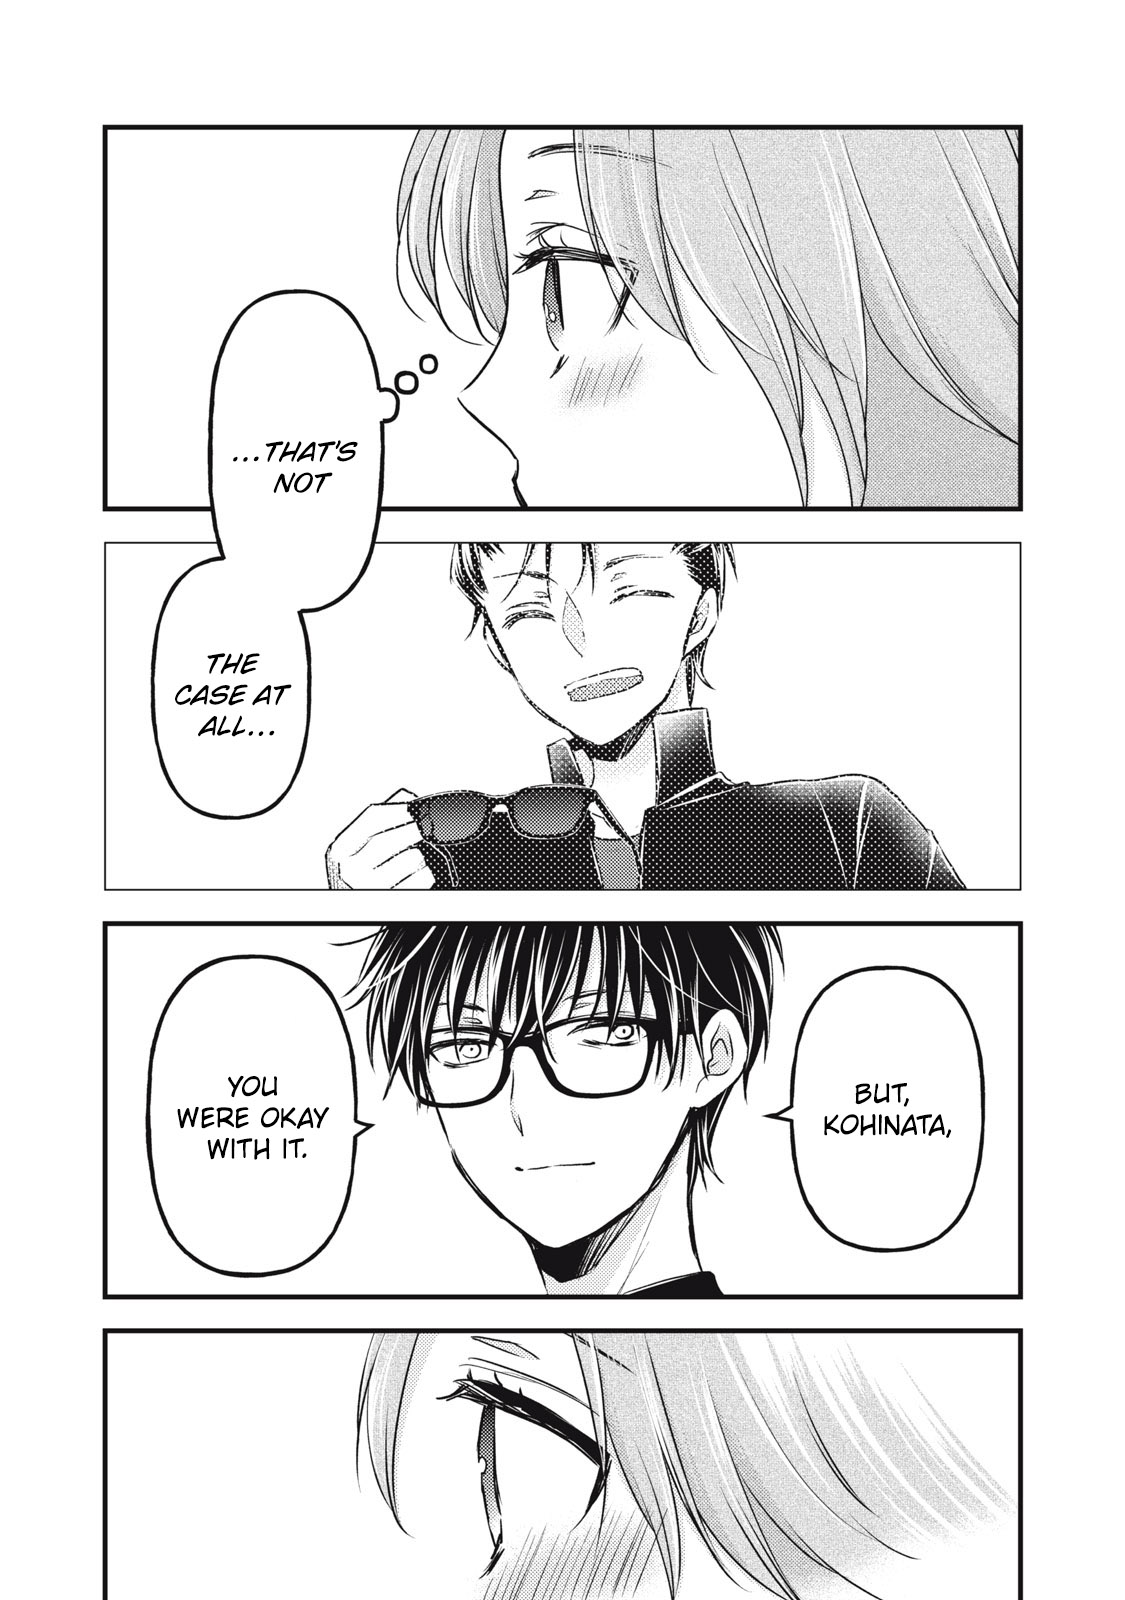 ...THAT'S
NOT
THE
CASE AT
ALL...
BUT,
KOHINATA,
YOU
WERE OKAY
WITH IT.